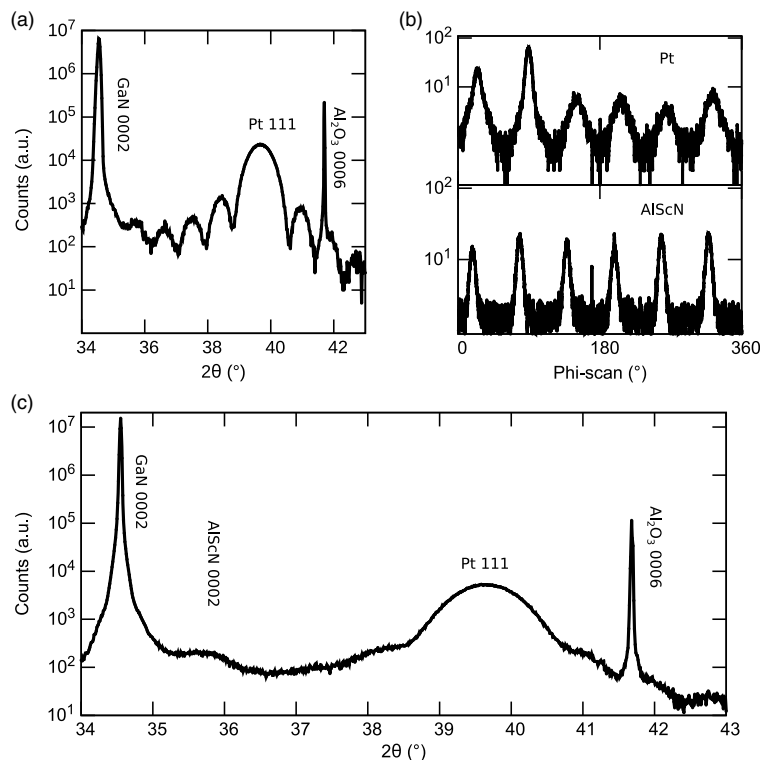 (a)
10⁷
10⁶
10⁵
10⁴
10³
10²
10¹
Counts (a.u.)
GaN 0002
Pt 111
Al₂O₃ 0006
34 36 38 40 42
2θ (°)
(b)
10²
10¹
Pt
10²
10¹
AlScN
0 180 360
Phi-scan (°)
(c)
10⁷
10⁶
10⁵
10⁴
10³
10²
10¹
Counts (a.u.)
GaN 0002
AlScN 0002
Pt 111
Al₂O₃ 0006
34 35 36 37 38 39 40 41 42 43
2θ (°)